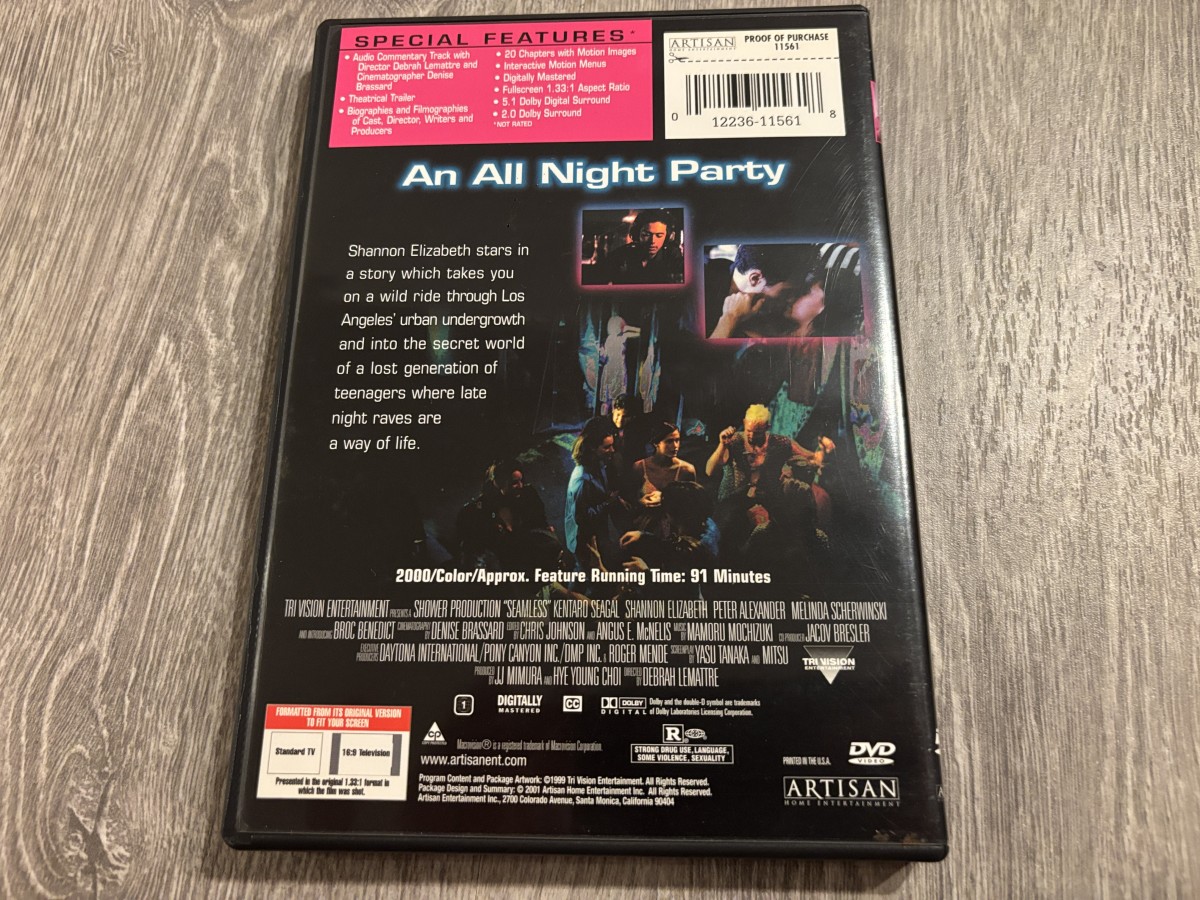 SPECIAL FEATURES*
• Audio Commentary Track with
Director Debrah Lemattre and
Cinematographer Denise
Brassard
• Theatrical Trailer
• Biographies and Filmographies
of Cast, Director, Writers and
Producers
• 20 Chapters with Motion Images
• Interactive Motion Menus
• Digitally Mastered
• Fullscreen 1.33:1 Aspect Ratio
• 5.1 Dolby Digital Surround
• 2.0 Dolby Surround
*NOT RATED
ARTISAN
HOME ENTERTAINMENT
PROOF OF PURCHASE
11561
0 12236-11561 8
An All Night Party
Shannon Elizabeth stars in
a story which takes you
on a wild ride through Los
Angeles' urban undergrowth
and into the secret world
of a lost generation of
teenagers where late
night raves are
a way of life.
2000/Color/Approx. Feature Running Time: 91 Minutes
TRI VISION ENTERTAINMENT PRESENTS A SHOWER PRODUCTION "SEAMLESS" KENTARO SEAGAL SHANNON ELIZABETH PETER ALEXANDER MELINDA SCHERWINSKI
AND INTRODUCING BROC BENEDICT CINEMATOGRAPHY BY DENISE BRASSARD EDITED BY CHRIS JOHNSON AND ANGUS E. McNELIS MUSIC BY MAMORU MOCHIZUKI CO-PRODUCER JACOV BRESLER
EXECUTIVE PRODUCERS DAYTONA INTERNATIONAL/PONY CANYON INC./DMP INC. & ROGER MENDE SCREENPLAY BY YASU TANAKA AND MITSU
PRODUCED BY JJ MIMURA AND HYE YOUNG CHOI DIRECTED BY DEBRAH LEMATTRE
TRI VISION
ENTERTAINMENT
1
DIGITALLY
MASTERED
CC
DOLBY
DIGITAL
Dolby and the double-D symbol are trademarks
of Dolby Laboratories Licensing Corporation.
FORMATTED FROM ITS ORIGINAL VERSION
TO FIT YOUR SCREEN
Standard TV
16:9 Television
Presented in the original 1.33:1 format in
which the film was shot.
CP
Macrovision® is a registered trademark of Macrovision Corporation.
www.artisanent.com
R
STRONG DRUG USE, LANGUAGE,
SOME VIOLENCE, SEXUALITY
PRINTED IN THE U.S.A.
DVD
VIDEO
Program Content and Package Artwork: ©1999 Tri Vision Entertainment. All Rights Reserved.
Package Design and Summary: © 2001 Artisan Home Entertainment Inc. All Rights Reserved.
Artisan Entertainment Inc., 2700 Colorado Avenue, Santa Monica, California 90404
ARTISAN
HOME ENTERTAINMENT